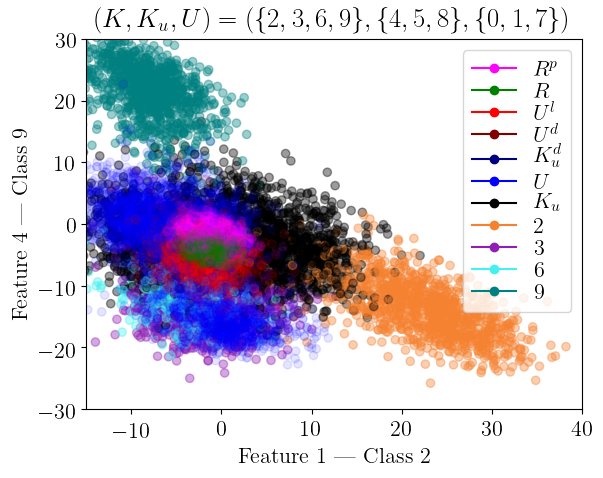 (K, K_u, U) = ({2, 3, 6, 9}, {4, 5, 8}, {0, 1, 7})
30
20
10
0
−10
−20
−30
Feature 4 — Class 9
R^p
R
U^l
U^d
K_u^d
U
K_u
2
3
6
9
−10
0
10
20
30
40
Feature 1 — Class 2